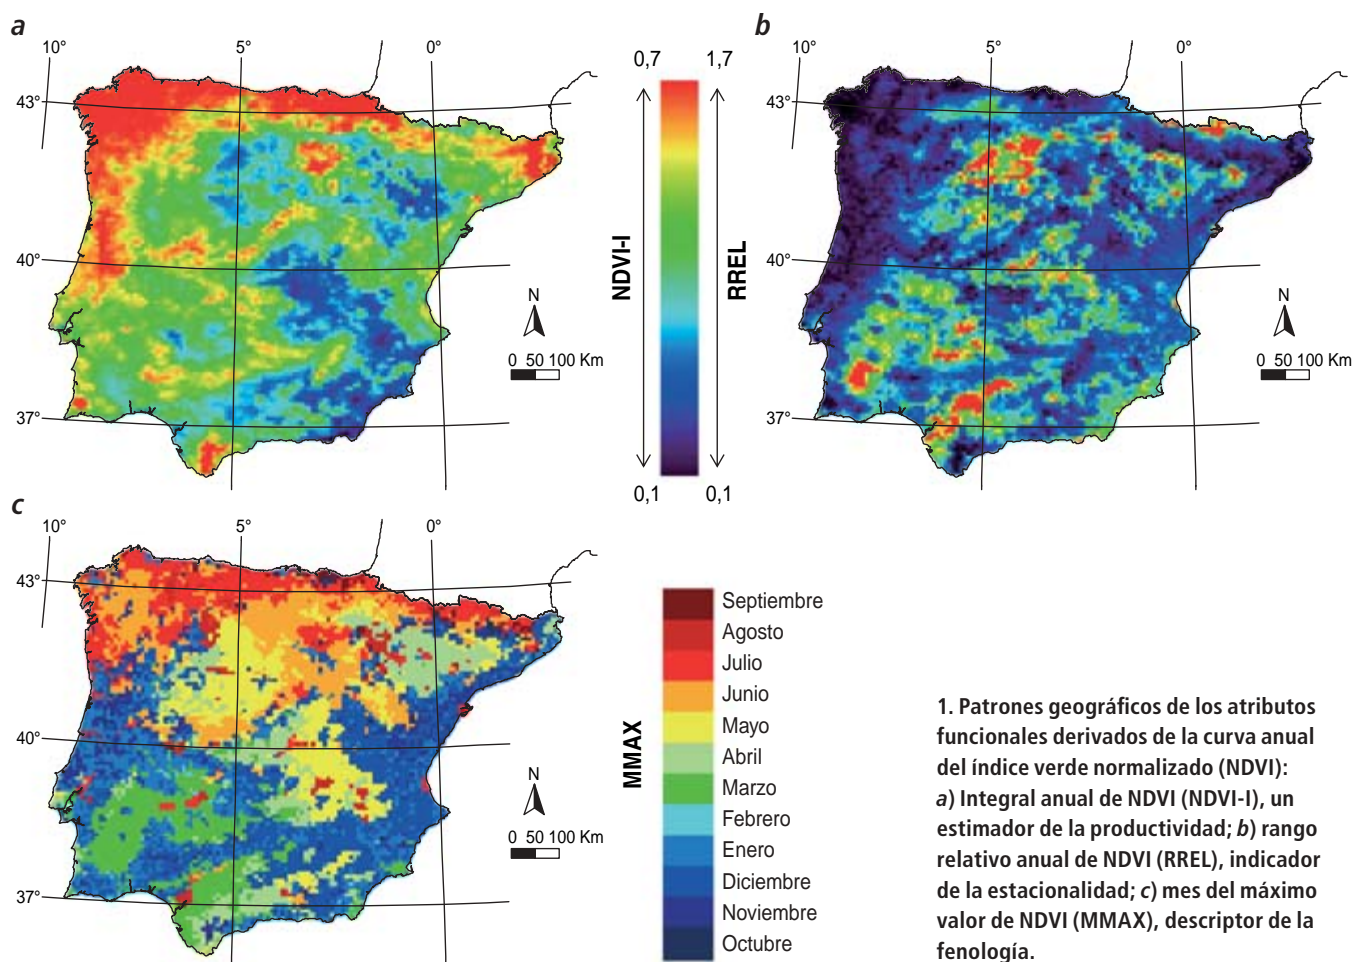 a
10°
5°
0°
43°
40°
37°
N
0 50 100 Km
0,7
1,7
NDVI-I
RREL
0,1
0,1
b
10°
5°
0°
43°
40°
37°
N
0 50 100 Km
c
10°
5°
0°
43°
40°
37°
N
0 50 100 Km
MMAX
Septiembre
Agosto
Julio
Junio
Mayo
Abril
Marzo
Febrero
Enero
Diciembre
Noviembre
Octubre
1. Patrones geográficos de los atributos
funcionales derivados de la curva anual
del índice verde normalizado (NDVI):
a) Integral anual de NDVI (NDVI-I), un
estimador de la productividad; b) rango
relativo anual de NDVI (RREL), indicador
de la estacionalidad; c) mes del máximo
valor de NDVI (MMAX), descriptor de la
fenología.